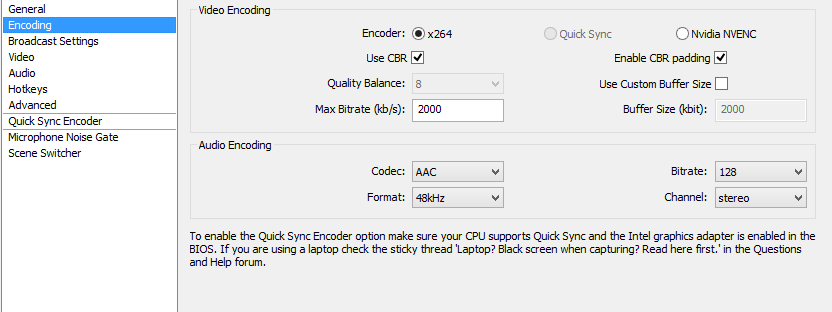 General
Encoding
Broadcast Settings
Video
Audio
Hotkeys
Advanced
Quick Sync Encoder
Microphone Noise Gate
Scene Switcher
Video Encoding
Encoder: x264 Quick Sync Nvidia NVENC
Use CBR Enable CBR padding
Quality Balance: 8 Use Custom Buffer Size
Max Bitrate (kb/s): 2000 Buffer Size (kbit): 2000
Audio Encoding
Codec: AAC Bitrate: 128
Format: 48kHz Channel: stereo
To enable the Quick Sync Encoder option make sure your CPU supports Quick Sync and the Intel graphics adapter is enabled in the
BIOS. If you are using a laptop check the sticky thread 'Laptop? Black screen when capturing? Read here first.' in the Questions
and Help forum.